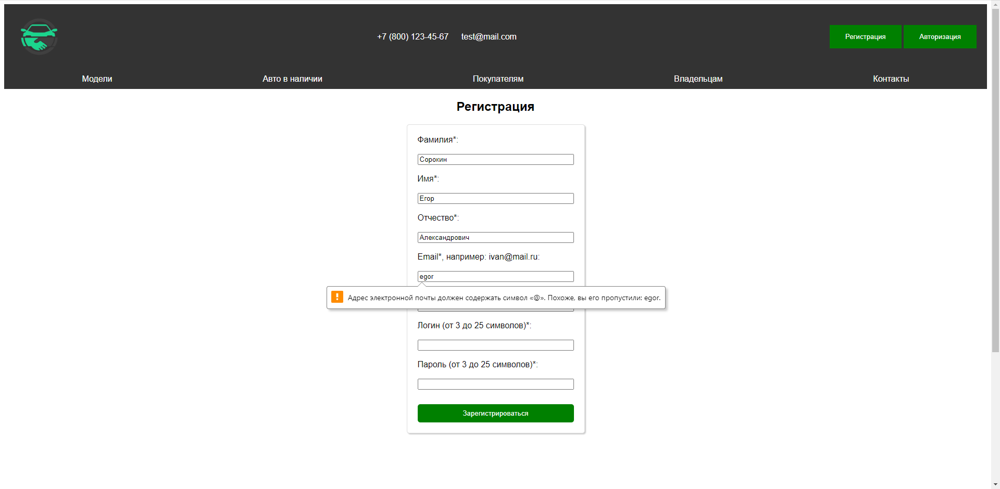 +7 (800) 123-45-67 test@mail.com
Регистрация Авторизация
Модели Авто в наличии Покупателям Владельцам Контакты
Регистрация
Фамилия*:
Сорокин
Имя*:
Егор
Отчество*:
Александрович
Email*, например: ivan@mail.ru:
egor
Адрес электронной почты должен содержать символ «@». Похоже, вы его пропустили: egor.
Логин (от 3 до 25 символов)*:
Пароль (от 3 до 25 символов)*:
Зарегистрироваться